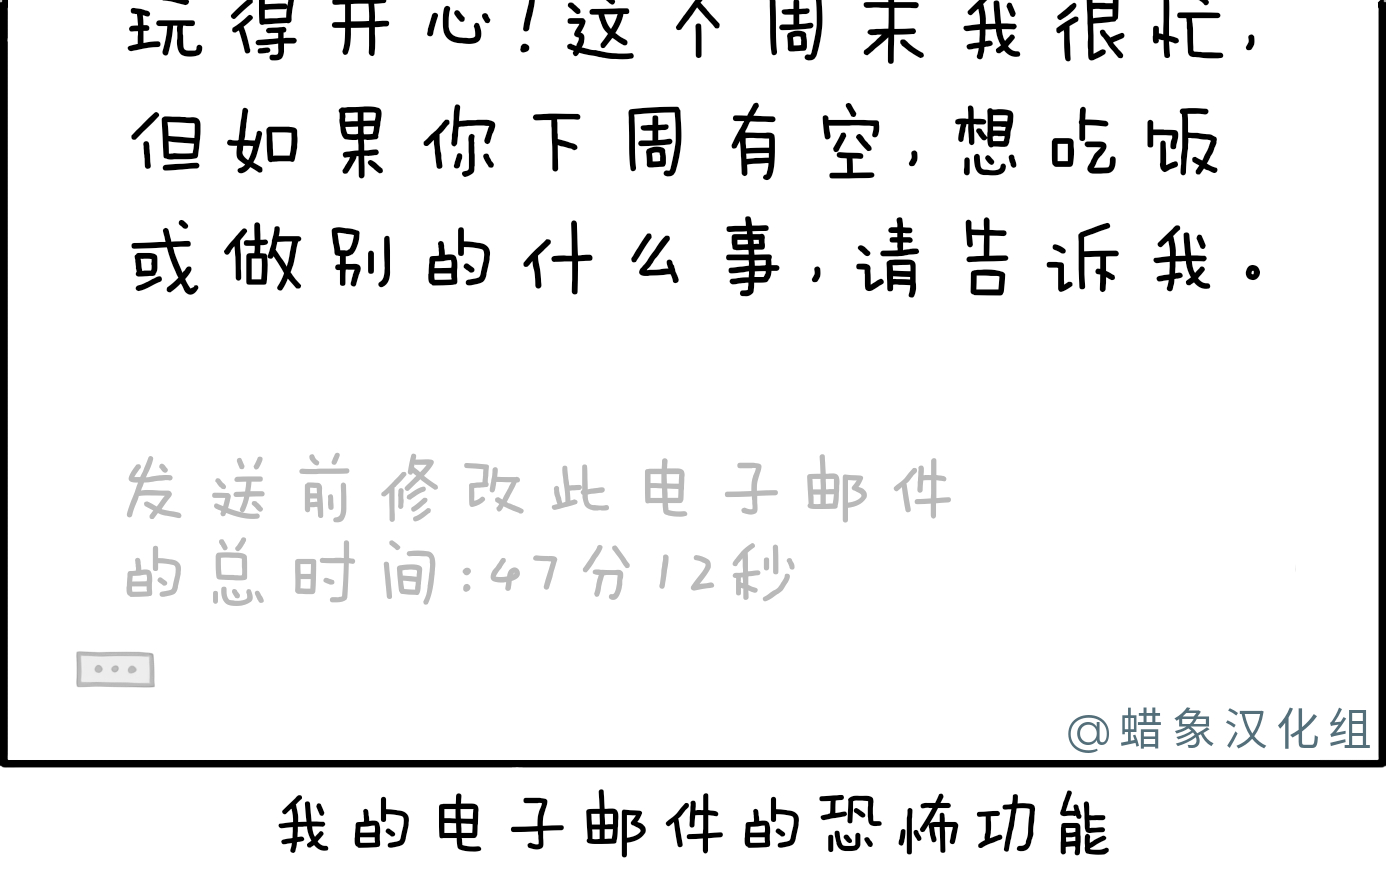 玩得开心!这个周末我很忙,
但如果你下周有空,想吃饭
或做别的什么事,请告诉我。
发送前修改此电子邮件
的总时间:47分12秒
@蜡象汉化组
我的电子邮件的恐怖功能